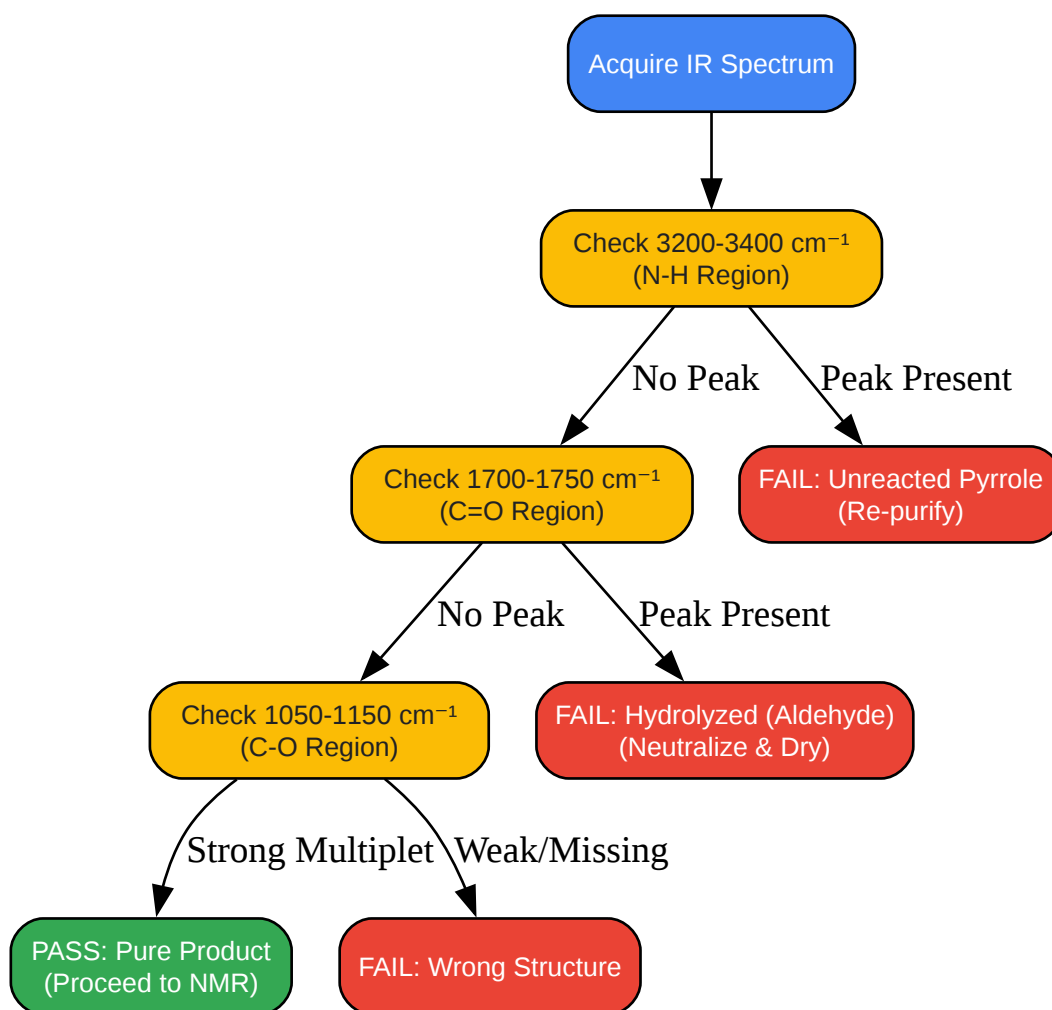 Acquire IR Spectrum
Check 3200-3400 cm⁻¹
(N-H Region)
No Peak
Peak Present
Check 1700-1750 cm⁻¹
(C=O Region)
FAIL: Unreacted Pyrrole
(Re-purify)
No Peak
Peak Present
Check 1050-1150 cm⁻¹
(C-O Region)
FAIL: Hydrolyzed (Aldehyde)
(Neutralize & Dry)
Strong Multiplet
Weak/Missing
PASS: Pure Product
(Proceed to NMR)
FAIL: Wrong Structure